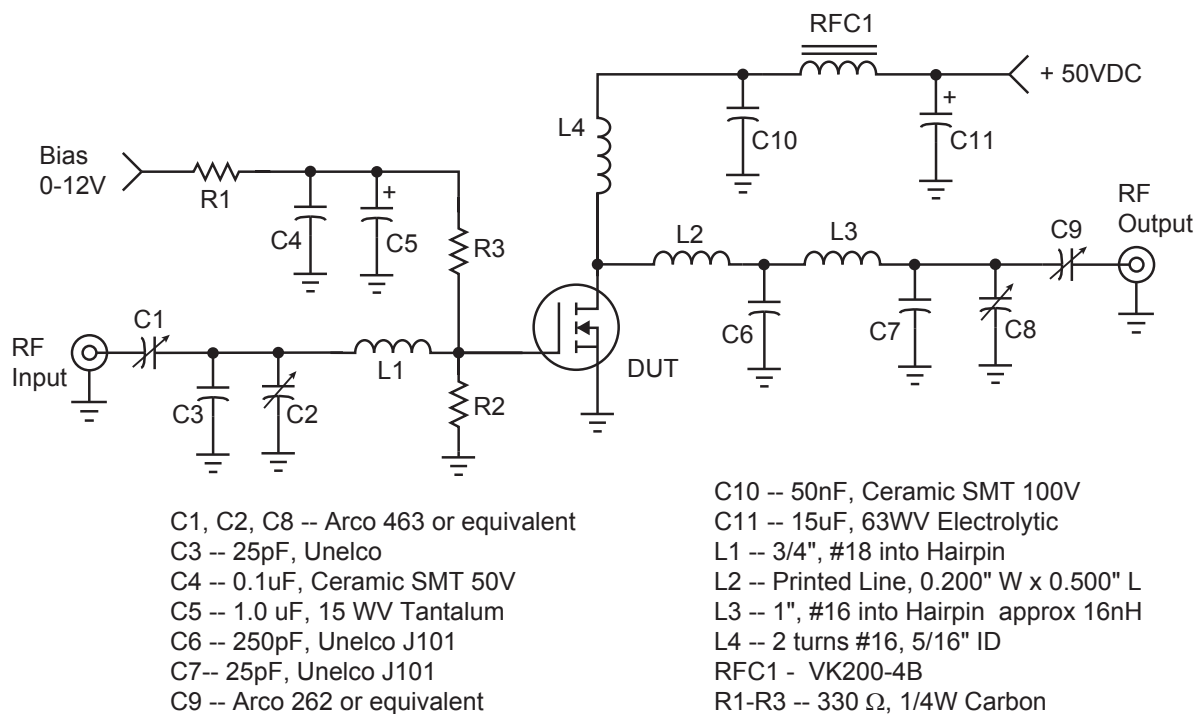 RFC1
+ 50VDC
L4
C10
+
C11
Bias
0-12V
R1
C4
+
C5
R3
RF
Output
L2
L3
C9
C6
C7
C8
C1
RF
Input
L1
DUT
C3
C2
R2
C1, C2, C8 -- Arco 463 or equivalent
C3 -- 25pF, Unelco
C4 -- 0.1uF, Ceramic SMT 50V
C5 -- 1.0 uF, 15 WV Tantalum
C6 -- 250pF, Unelco J101
C7-- 25pF, Unelco J101
C9 -- Arco 262 or equivalent
C10 -- 50nF, Ceramic SMT 100V
C11 -- 15uF, 63WV Electrolytic
L1 -- 3/4", #18 into Hairpin
L2 -- Printed Line, 0.200" W x 0.500" L
L3 -- 1", #16 into Hairpin approx 16nH
L4 -- 2 turns #16, 5/16" ID
RFC1 - VK200-4B
R1-R3 -- 330 Ω, 1/4W Carbon